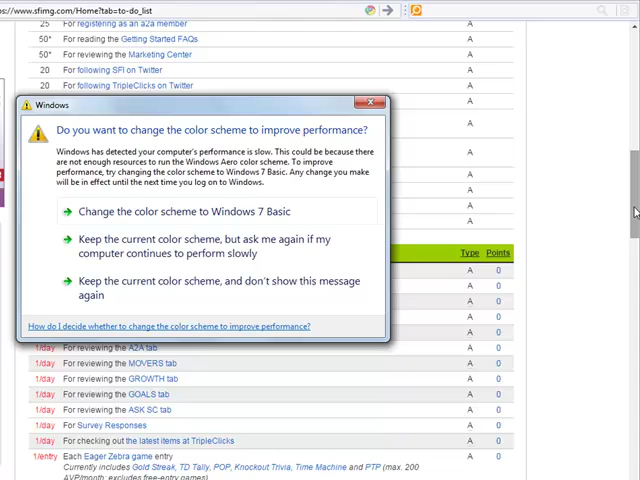 s://www.sfimg.com/Home?tab=to-do_list
25 For registering as an a2a member A
50* For reading the Getting Started FAQs A
50* For reviewing the Marketing Center A
20 For following SFI on Twitter A
20 For following TripleClicks on Twitter A
Windows
Do you want to change the color scheme to improve performance?
A
Windows has detected your computer's performance is slow. This could be because there
are not enough resources to run the Windows Aero color scheme. To improve
performance, try changing the color scheme to Windows 7 Basic. Any change you make
will be in effect until the next time you log on to Windows.
A
A
A
Change the color scheme to Windows 7 Basic
A
A
Keep the current color scheme, but ask me again if my
computer continues to perform slowly
Type Points
A 0
Keep the current color scheme, and don't show this message
again
A 0
A 0
A 0
How do I decide whether to change the color scheme to improve performance?
A 0
1/day For reviewing the A2A tab A 0
1/day For reviewing the MOVERS tab A 0
1/day For reviewing the GROWTH tab A 0
1/day For reviewing the GOALS tab A 0
1/day For reviewing the ASK SC tab A 0
1/day For Survey Responses A 0
1/day For checking out the latest items at TripleClicks A 0
1/entry Each Eager Zebra game entry A 0
Currently includes Gold Streak, TD Tally, POP, Knockout Trivia, Time Machine and PTP (max. 200
AVP/month; excludes free-entry games)